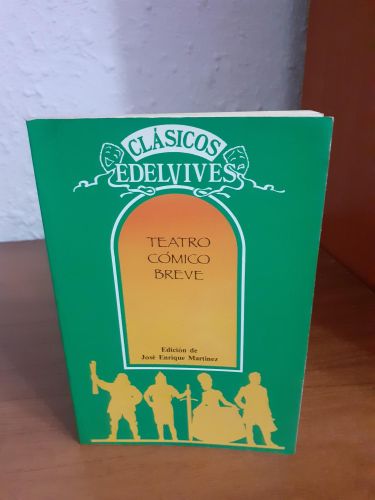 CLÁSICOS
EDELVIVES
TEATRO
CÓMICO
BREVE
Edición de
José Enrique Martínez